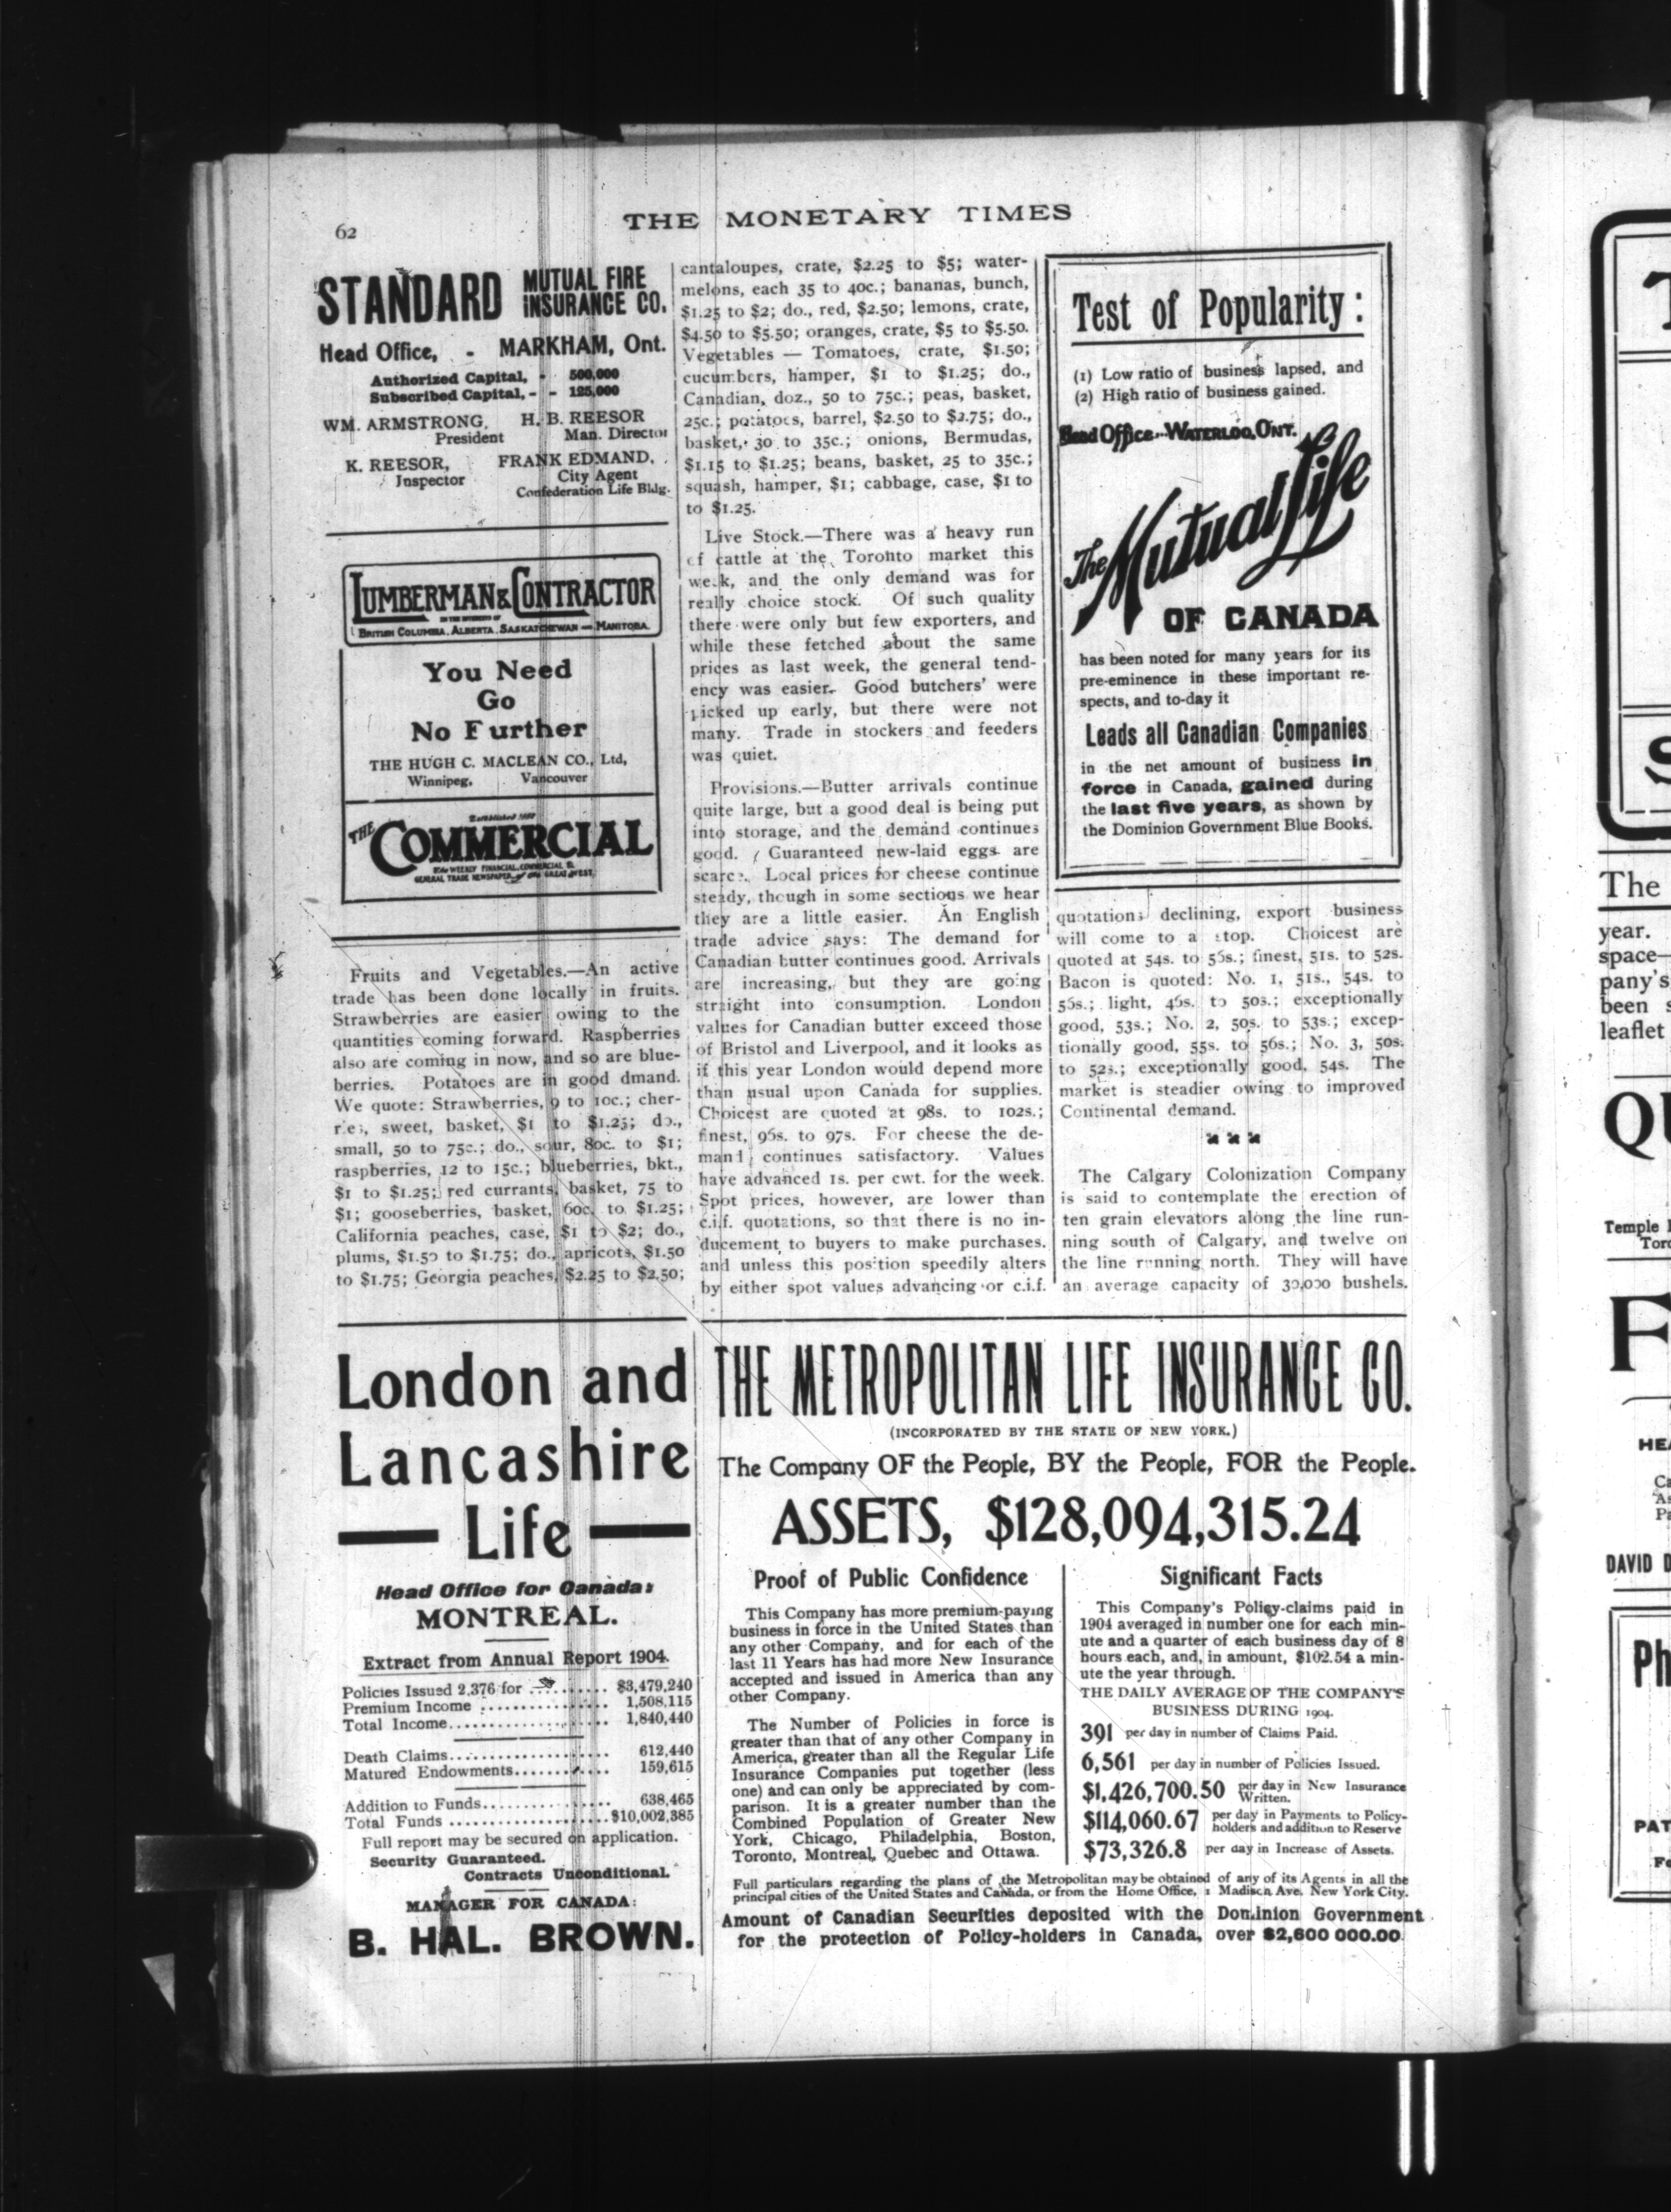 62
THE MONETARY TIMES
STANDARD MUTUAL FIRE
INSURANCE CO.
Head Office, - MARKHAM, Ont.
Authorized Capital, - 500,000
Subscribed Capital, - - 125,000
WM. ARMSTRONG, H. B. REESOR
President Man. Director
K. REESOR, FRANK EDMAND,
Inspector City Agent
Confederation Life Bldg.
LUMBERMAN & CONTRACTOR
IN THE INTERESTS OF
BRITISH COLUMBIA, ALBERTA, SASKATCHEWAN — MANITOBA.
You Need
Go
No Further
THE HUGH C. MACLEAN CO., Ltd,
Winnipeg, Vancouver
Established 1882
THE COMMERCIAL
The WEEKLY FINANCIAL, COMMERCIAL &
GENERAL TRADE NEWSPAPER of the GREAT WEST.
Fruits and Vegetables.—An active
trade has been done locally in fruits.
Strawberries are easier owing to the
quantities coming forward. Raspberries
also are coming in now, and so are blue-
berries. Potatoes are in good dmand.
We quote: Strawberries, 9 to 10c.; cher-
ries, sweet, basket, $1 to $1.25; do.,
small, 50 to 75c.; do., sour, 80c. to $1;
raspberries, 12 to 15c.; blueberries, bkt.,
$1 to $1.25; red currants, basket, 75 to
$1; gooseberries, basket, 60c. to $1.25;
California peaches, case, $1 to $2; do.,
plums, $1.50 to $1.75; do., apricots, $1.50
to $1.75; Georgia peaches, $2.25 to $2.50;
cantaloupes, crate, $2.25 to $5; water-
melons, each 35 to 40c.; bananas, bunch,
$1.25 to $2; do., red, $2.50; lemons, crate,
$4.50 to $5.50; oranges, crate, $5 to $5.50.
Vegetables — Tomatoes, crate, $1.50;
cucumbers, hamper, $1 to $1.25; do.,
Canadian, doz., 50 to 75c.; peas, basket,
25c.; potatoes, barrel, $2.50 to $2.75; do.,
basket, 30 to 35c.; onions, Bermudas,
$1.15 to $1.25; beans, basket, 25 to 35c.;
squash, hamper, $1; cabbage, case, $1 to
to $1.25.
Live Stock.—There was a heavy run
of cattle at the Toronto market this
week, and the only demand was for
really choice stock. Of such quality
there were only but few exporters, and
while these fetched about the same
prices as last week, the general tend-
ency was easier. Good butchers' were
picked up early, but there were not
many. Trade in stockers and feeders
was quiet.
Provisions.—Butter arrivals continue
quite large, but a good deal is being put
into storage, and the demand continues
good. Guaranteed new-laid eggs are
scarce. Local prices for cheese continue
steady, though in some sections we hear
they are a little easier. An English
trade advice says: The demand for
Canadian butter continues good. Arrivals
are increasing, but they are going
straight into consumption. London
values for Canadian butter exceed those
of Bristol and Liverpool, and it looks as
if this year London would depend more
than usual upon Canada for supplies.
Choicest are quoted at 98s. to 102s.;
finest, 96s. to 97s. For cheese the de-
mand continues satisfactory. Values
have advanced 1s. per cwt. for the week.
Spot prices, however, are lower than
c.i.f. quotations, so that there is no in-
ducement to buyers to make purchases.
and unless this position speedily alters
by either spot values advancing or c.i.f.
Test of Popularity:
(1) Low ratio of business lapsed, and
(2) High ratio of business gained.
Head Office--WATERLOO, ONT.
The Mutual Life
OF CANADA
has been noted for many years for its
pre-eminence in these important re-
spects, and to-day it
Leads all Canadian Companies
in the net amount of business in
force in Canada, gained during
the last five years, as shown by
the Dominion Government Blue Books.
quotations declining, export business
will come to a stop. Choicest are
quoted at 54s. to 56s.; finest, 51s. to 52s.
Bacon is quoted: No. 1, 51s., 54s. to
56s.; light, 46s. to 50s.; exceptionally
good, 53s.; No. 2, 50s. to 53s.; excep-
tionally good, 55s. to 56s.; No. 3, 50s.
to 52s.; exceptionally good, 54s. The
market is steadier owing to improved
Continental demand.
The Calgary Colonization Company
is said to contemplate the erection of
ten grain elevators along the line run-
ning south of Calgary, and twelve on
the line running north. They will have
an average capacity of 30,000 bushels.
London and
Lancashire
Life
Head Office for Canada:
MONTREAL.
Extract from Annual Report 1904.
Policies Issued 2,376 for .......... $3,479,240
Premium Income ................ 1,508,115
Total Income.................... 1,840,440
Death Claims.................... 612,440
Matured Endowments............ 159,615
Addition to Funds................ 638,465
Total Funds ....................$10,002,385
Full report may be secured on application.
Security Guaranteed.
Contracts Unconditional.
MANAGER FOR CANADA:
B. HAL. BROWN.
THE METROPOLITAN LIFE INSURANCE CO.
(INCORPORATED BY THE STATE OF NEW YORK.)
The Company OF the People, BY the People, FOR the People.
ASSETS, $128,094,315.24
Proof of Public Confidence
This Company has more premium-paying
business in force in the United States than
any other Company, and for each of the
last 11 Years has had more New Insurance
accepted and issued in America than any
other Company.
The Number of Policies in force is
greater than that of any other Company in
America, greater than all the Regular Life
Insurance Companies put together (less
one) and can only be appreciated by com-
parison. It is a greater number than the
Combined Population of Greater New
York, Chicago, Philadelphia, Boston,
Toronto, Montreal, Quebec and Ottawa.
Significant Facts
This Company's Policy-claims paid in
1904 averaged in number one for each min-
ute and a quarter of each business day of 8
hours each, and, in amount, $102.54 a min-
ute the year through.
THE DAILY AVERAGE OF THE COMPANY'S
BUSINESS DURING 1904.
391 per day in number of Claims Paid.
6,561 per day in number of Policies Issued.
$1,426,700.50 per day in New Insurance
Written.
$114,060.67 per day in Payments to Policy-
holders and addition to Reserve
$73,326.8 per day in Increase of Assets.
Full particulars regarding the plans of the Metropolitan may be obtained of any of its Agents in all the
principal cities of the United States and Canada, or from the Home Office, 1 Madison Ave. New York City.
Amount of Canadian Securities deposited with the Dominion Government
for the protection of Policy-holders in Canada, over $2,600 000.00.
The
year.
space—
pany's
been
leaflet
Temple
HEA
DAVID D
Ph
PAT